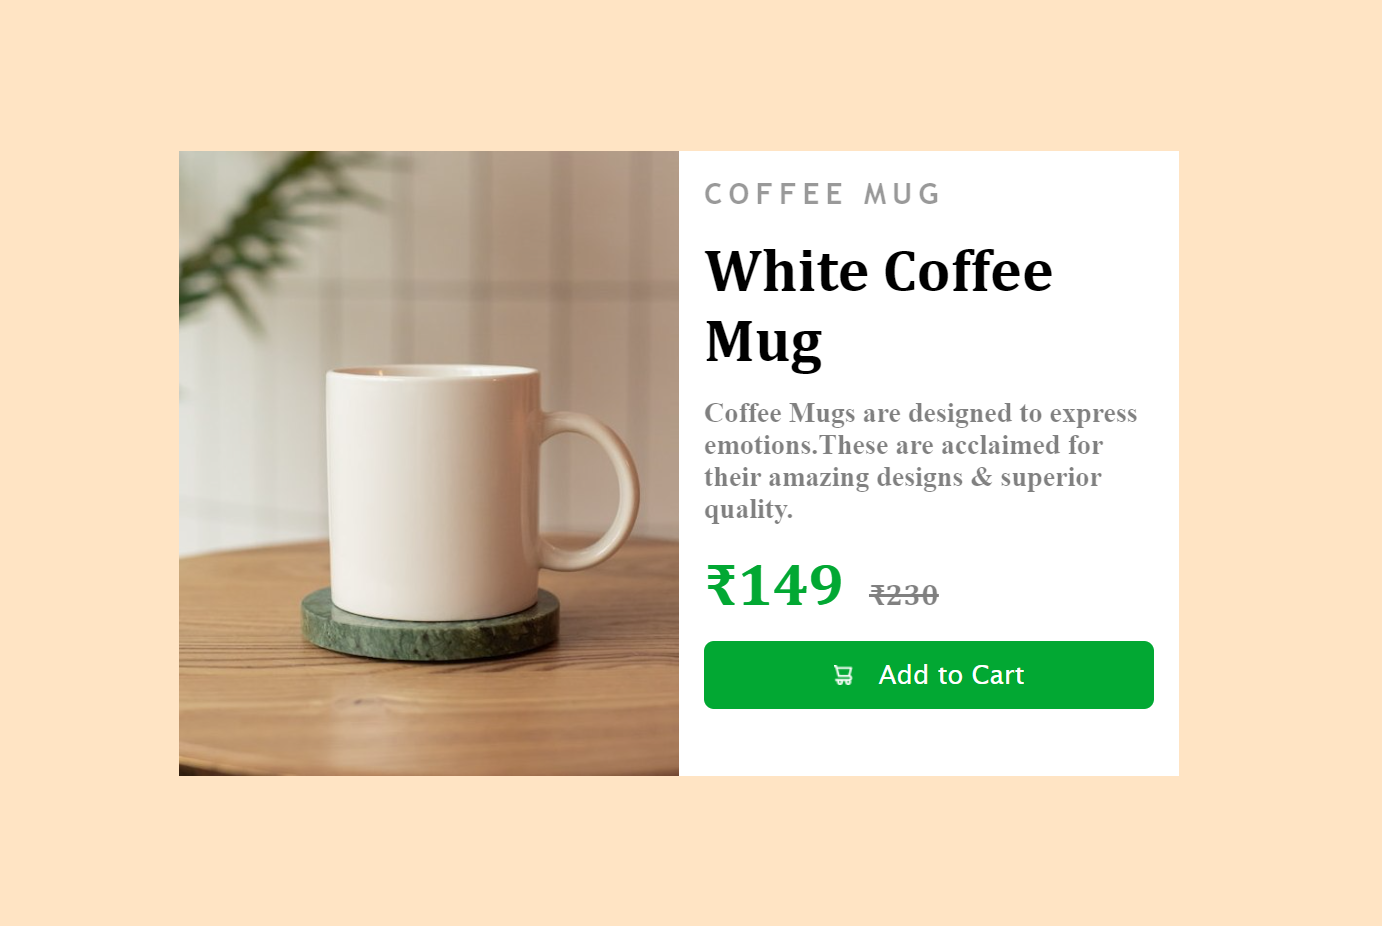 COFFEE MUG
White Coffee
Mug
Coffee Mugs are designed to express
emotions.These are acclaimed for
their amazing designs & superior
quality.
₹149 ₹230
Add to Cart